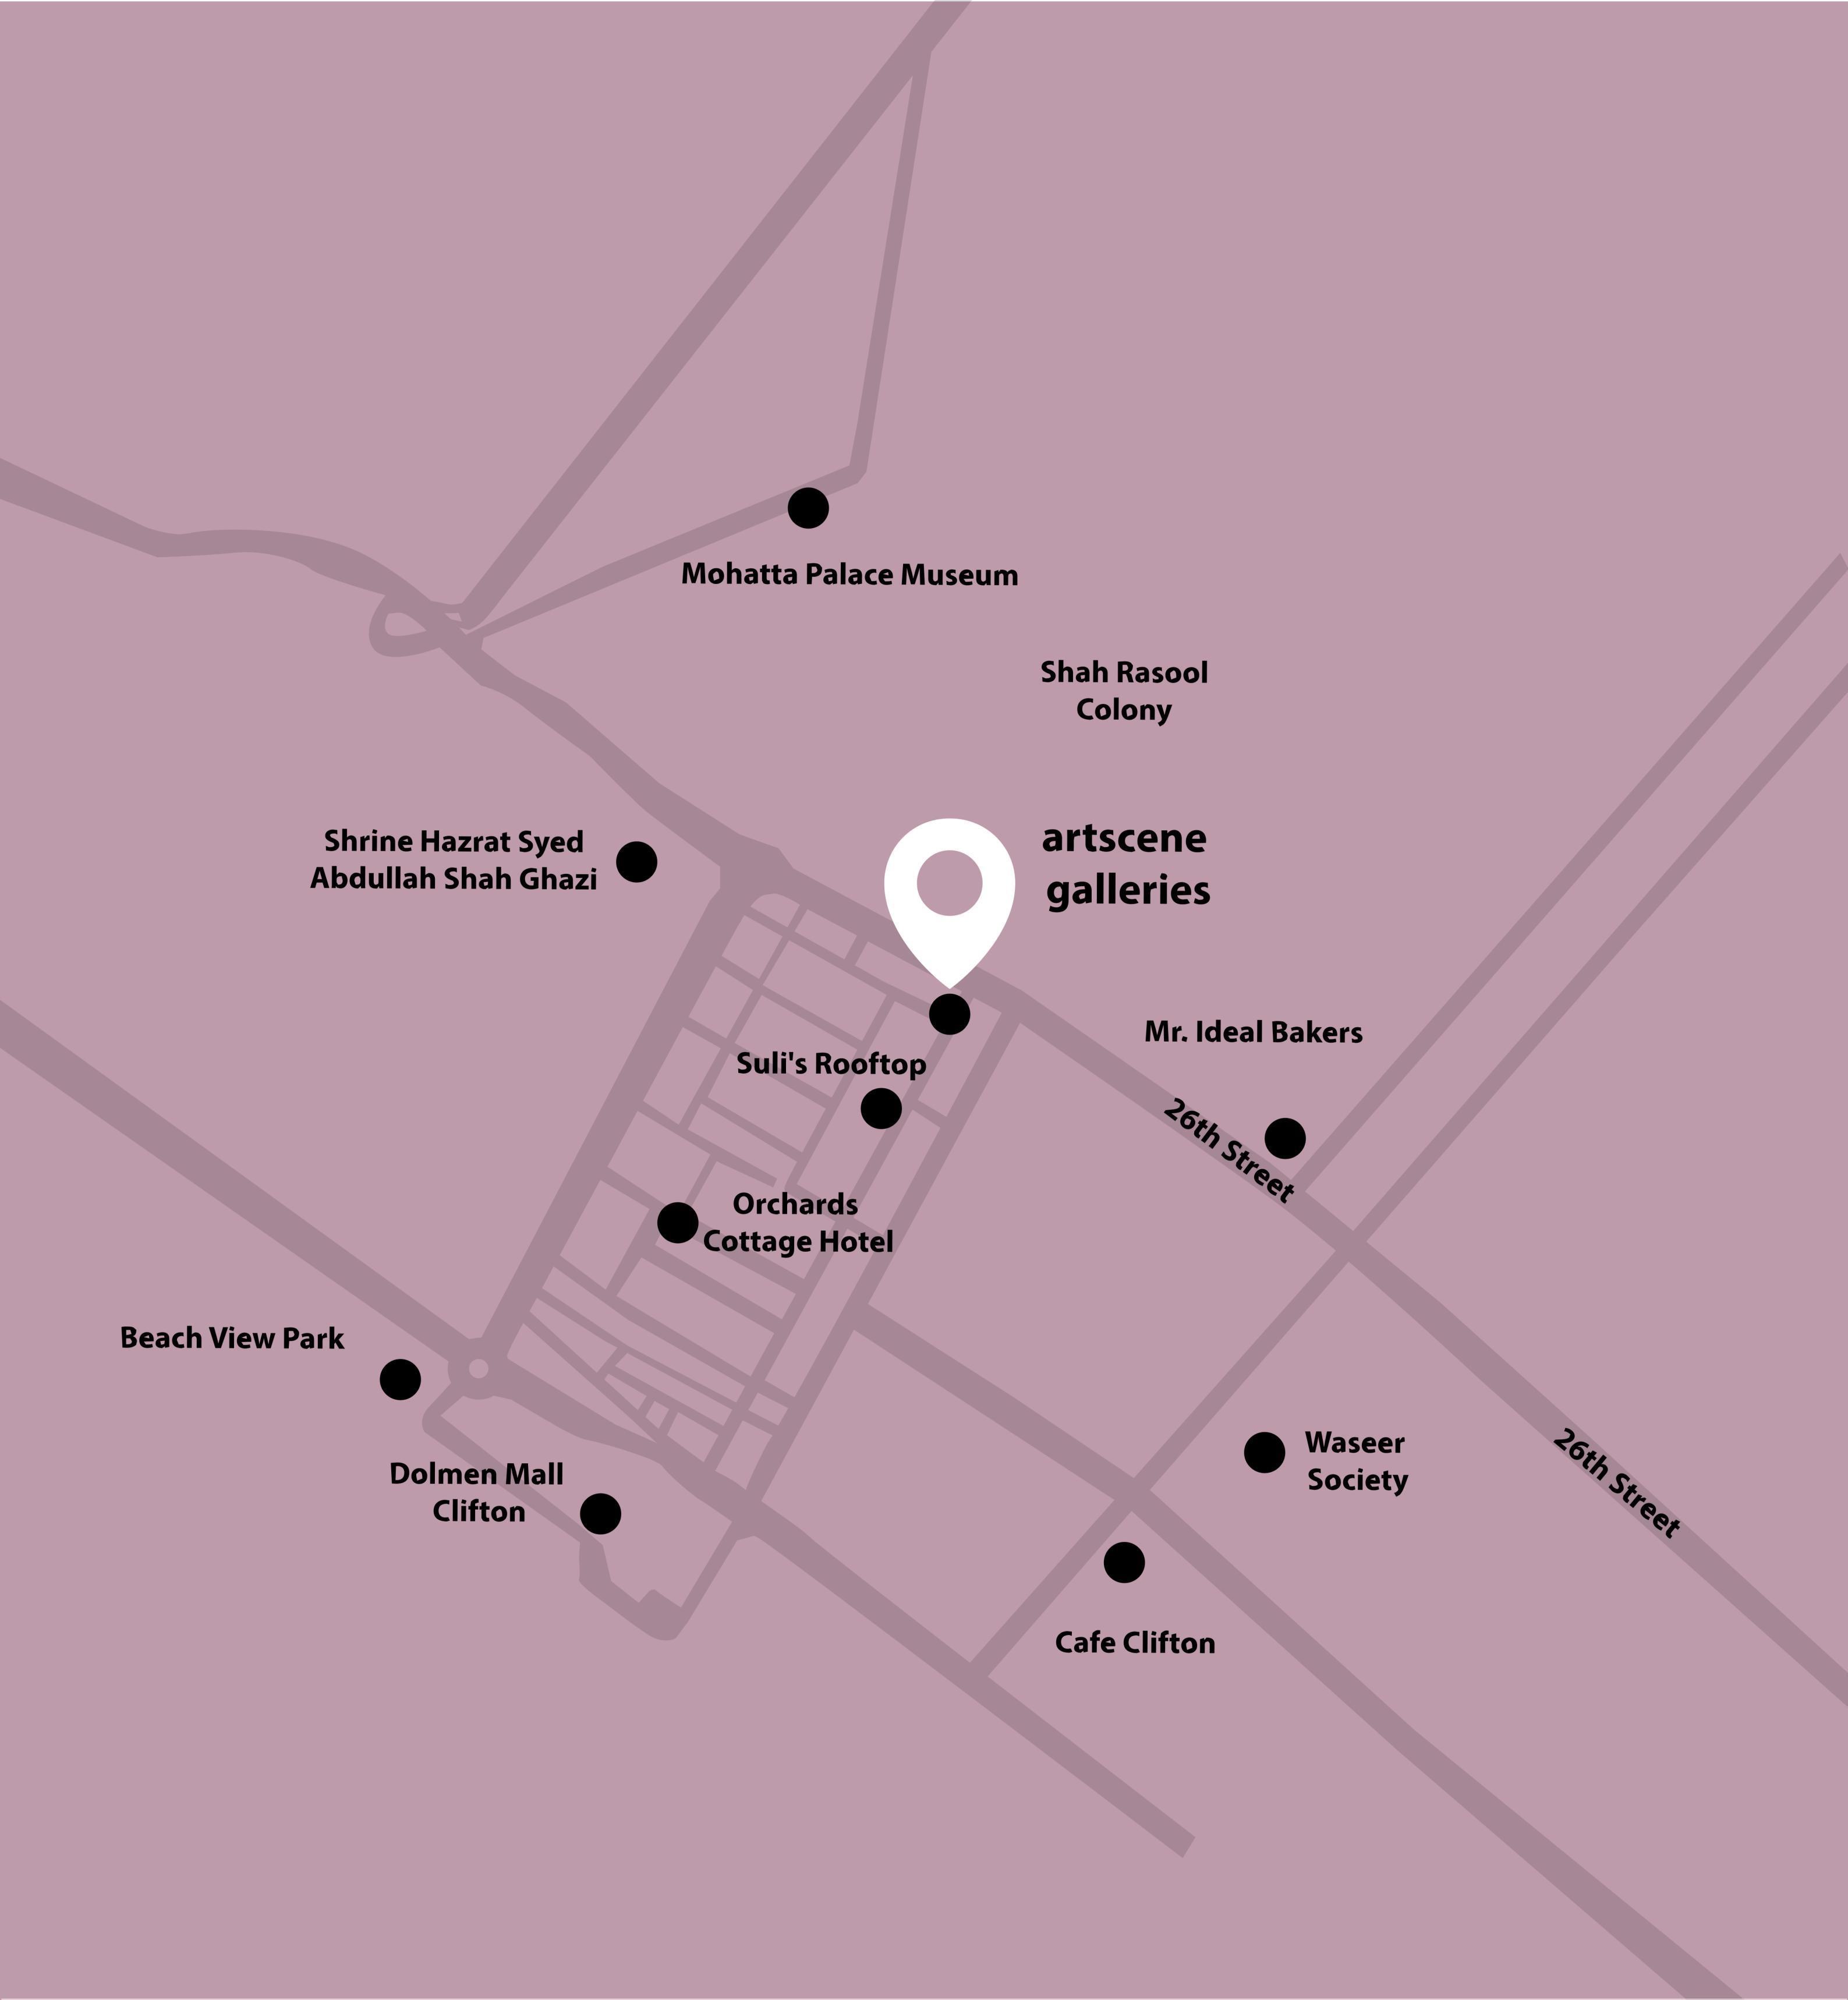 Mohatta Palace Museum
Shah Rasool
Colony
artscene
galleries
Shrine Hazrat Syed
Abdullah Shah Ghazi
Mr. Ideal Bakers
Suli's Rooftop
26th Street
Orchards
Cottage Hotel
Beach View Park
Waseer
Society
26th Street
Dolmen Mall
Clifton
Cafe Clifton